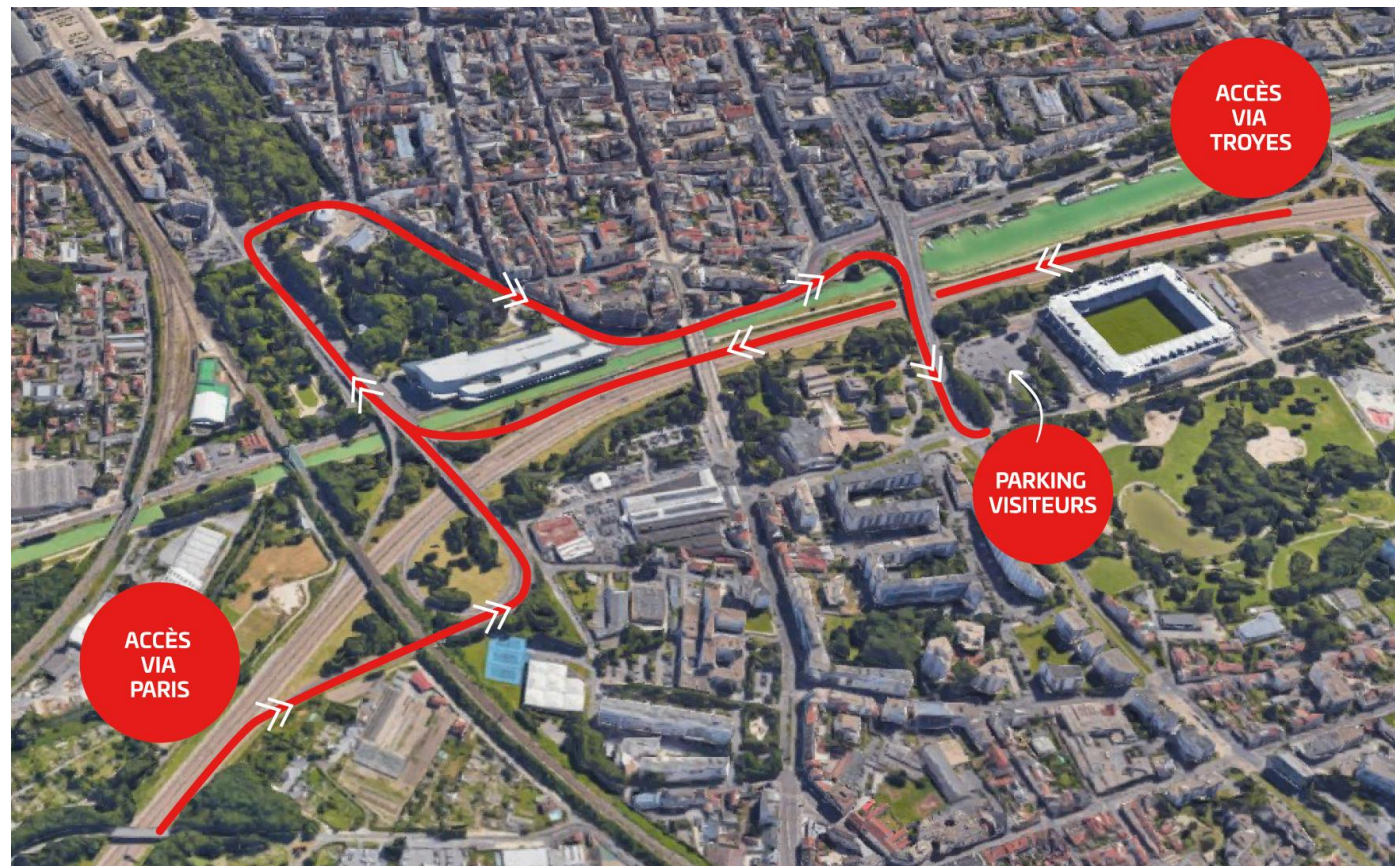 ACCÈS
VIA
TROYES
PARKING
VISITEURS
ACCÈS
VIA
PARIS